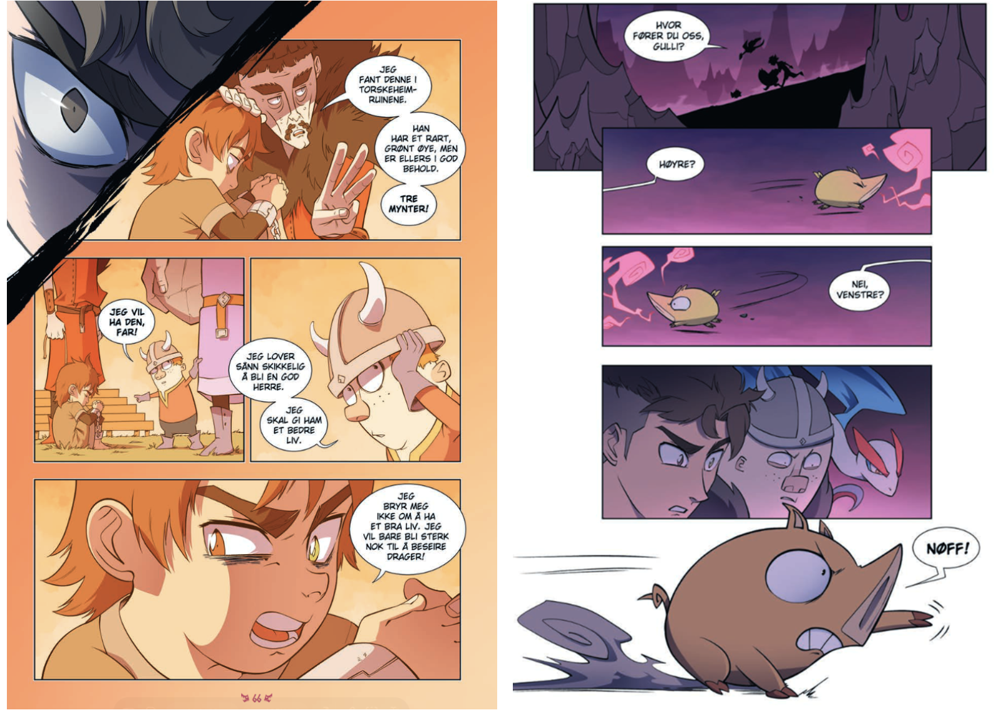 JEG
FANT DENNE I
TORSKEHEIM-
RUINENE.
HAN
HAR ET RART,
GRØNT ØYE, MEN
ER ELLERS I GOD
BEHOLD.
TRE
MYNTER!
JEG VIL
HA DEN,
FAR!
JEG LOVER
SÅNN SKIKKELIG
Å BLI EN GOD
HERRE.
JEG
SKAL GI HAM
ET BEDRE
LIV.
JEG
BRYR MEG
IKKE OM Å HA
ET BRA LIV. JEG
VIL BARE BLI STERK
NOK TIL Å BESEIRE
DRAGER!
66
HVOR
FØRER DU OSS,
GULLI?
HØYRE?
NEI,
VENSTRE?
NØFF!